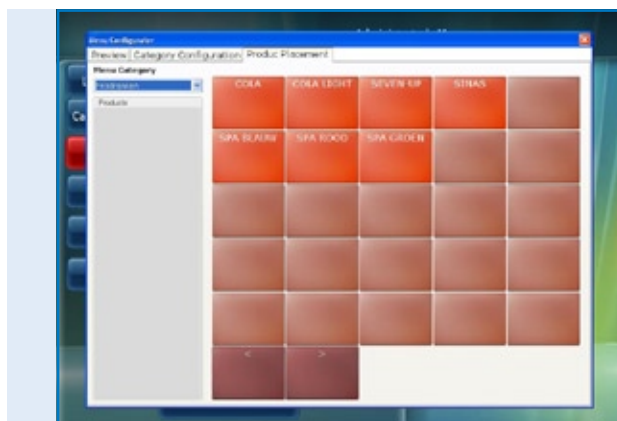 Menu Configurator
Preview Category Configuration Product Placement
Menu Category
Frisdranken
Products
COLA COLA LIGHT SEVEN-UP SINAS
SPA BLAUW SPA ROOD SPA GROEN
< >